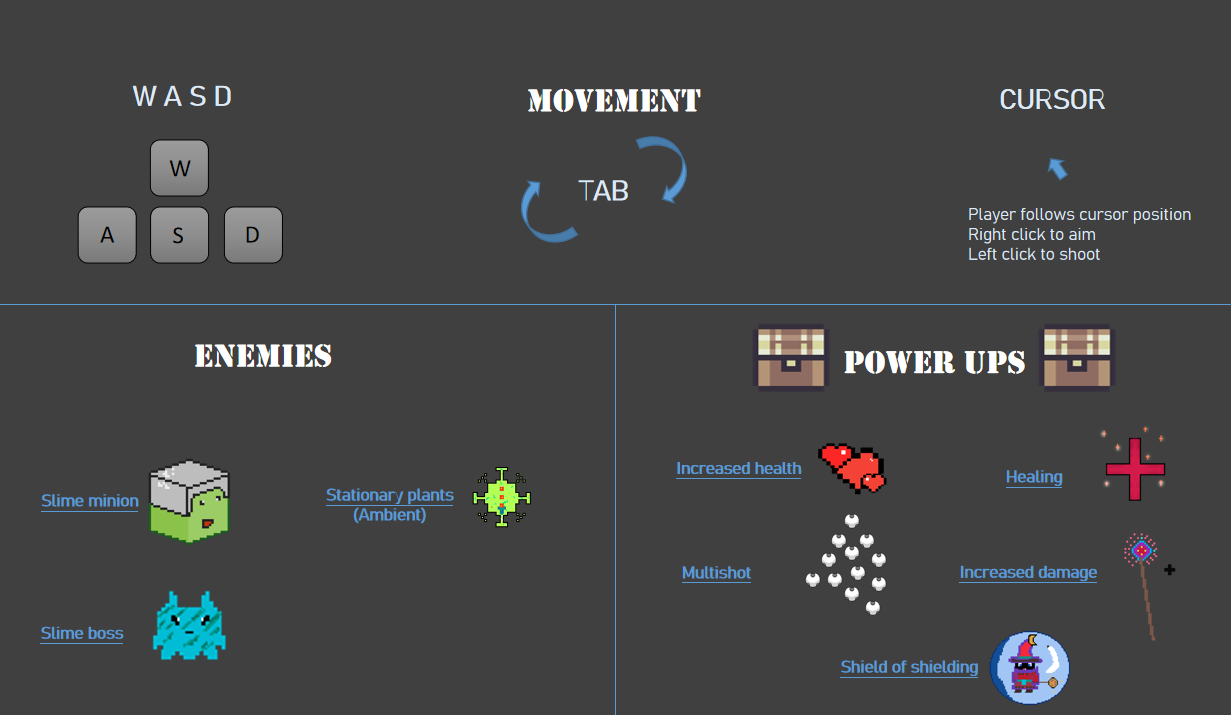 W A S D
MOVEMENT
CURSOR
W
A S D
TAB
Player follows cursor position
Right click to aim
Left click to shoot
ENEMIES
Slime minion
Stationary plants
(Ambient)
Slime boss
POWER UPS
Increased health
Healing
Multishot
Increased damage
Shield of shielding